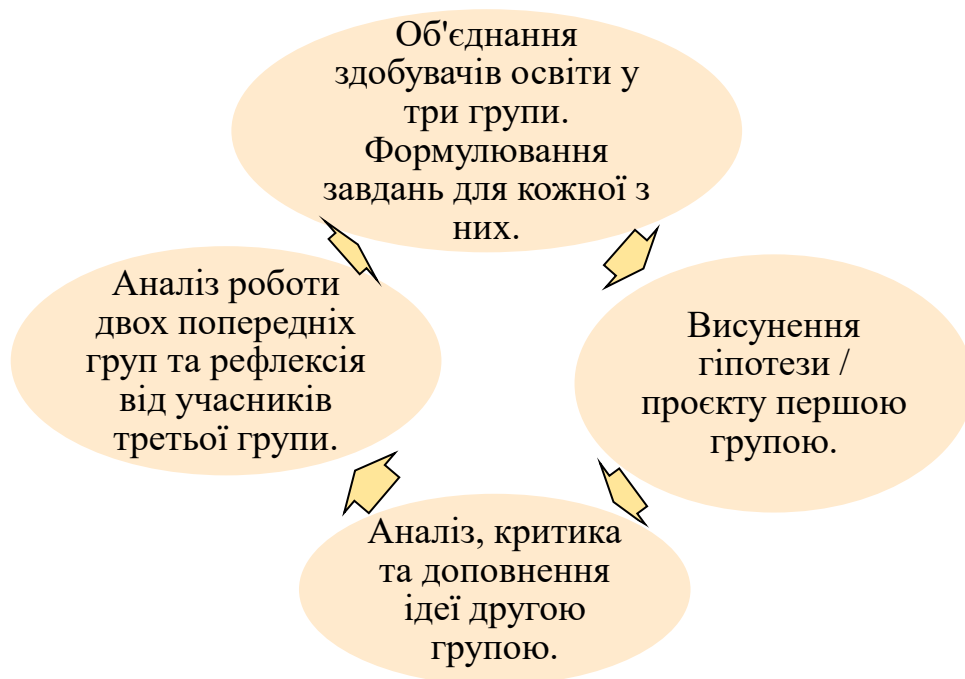 Об'єднання
здобувачів освіти у
три групи.
Формулювання
завдань для кожної з
них.
Висунення
гіпотези /
проєкту першою
групою.
Аналіз, критика
та доповнення
ідеї другою
групою.
Аналіз роботи
двох попередніх
груп та рефлексія
від учасників
третьої групи.